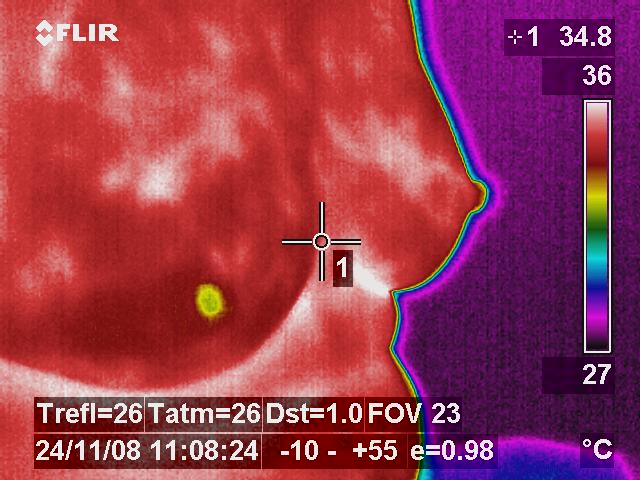 FLIR
+1 34.8
36
1
27
Trefl=26 Tatm=26 Dst=1.0 FOV 23
24/11/08 11:08:24 -10 - +55 e=0.98 °C